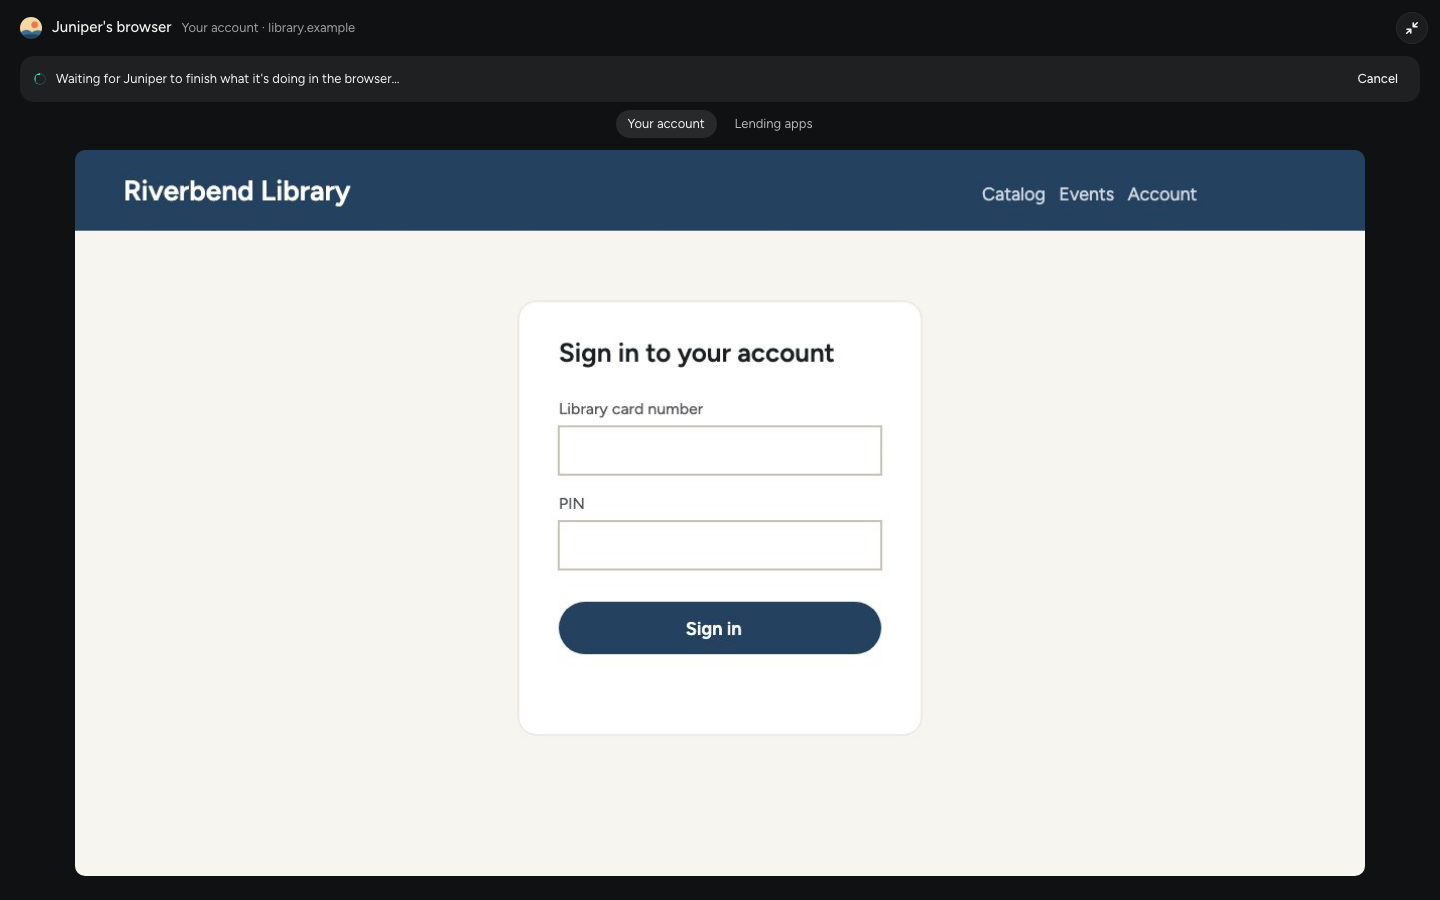 Juniper's browser Your account · library.example
Waiting for Juniper to finish what it's doing in the browser... Cancel
Your account Lending apps
Riverbend Library Catalog Events Account
Sign in to your account
Library card number
PIN
Sign in